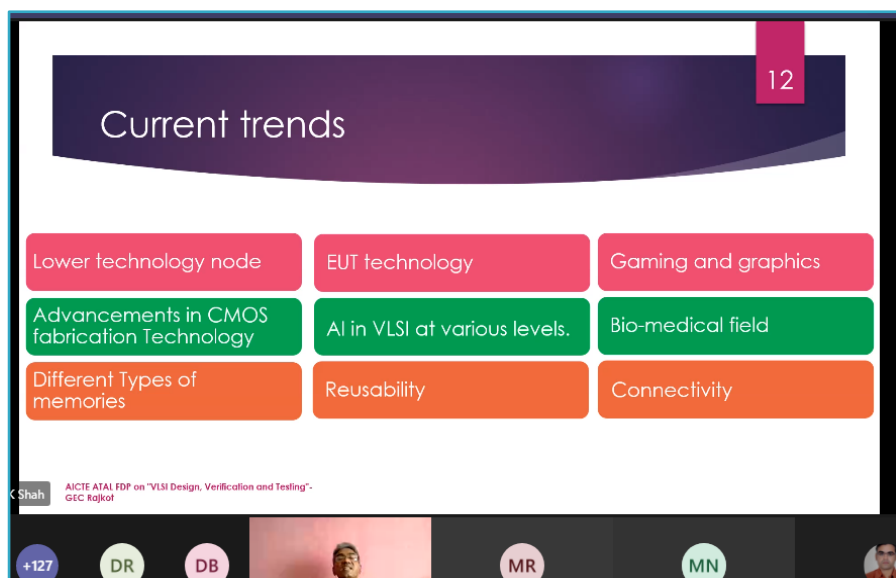 12
Current trends
Lower technology node
EUT technology
Gaming and graphics
Advancements in CMOS
fabrication Technology
AI in VLSI at various levels.
Bio-medical field
Different Types of
memories
Reusability
Connectivity
Shah
AICTE ATAL FDP on "VLSI Design, Verification and Testing"-
GEC Rajkot
+127
DR
DB
MR
MN